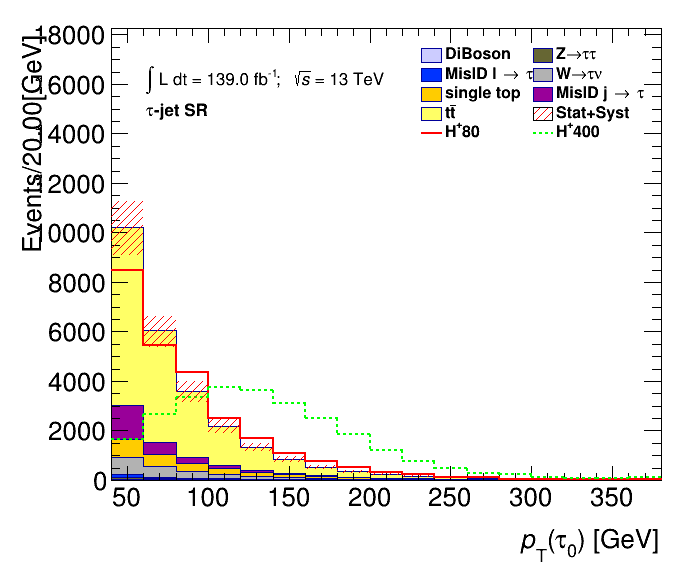 18000
16000
14000
12000
10000
8000
6000
4000
2000
0
Events/20.00[GeV]
∫ L dt = 139.0 fb⁻¹; √s = 13 TeV
τ-jet SR
DiBoson
Z→ττ
MisID l → τ
W→τν
single top
MisID j → τ
tt̄
Stat+Syst
H⁺80
H⁺400
50 100 150 200 250 300 350
p_T(τ₀) [GeV]